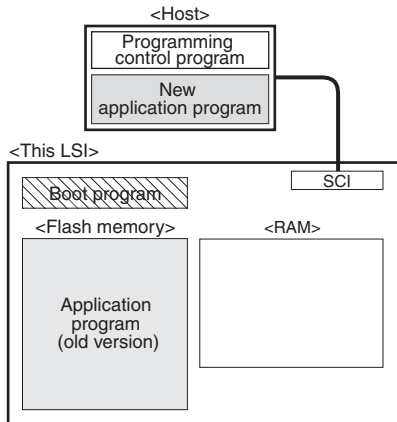 <Host>
Programming
control program
New
application program
<This LSI>
SCI
Boot program
<Flash memory>
<RAM>
Application
program
(old version)